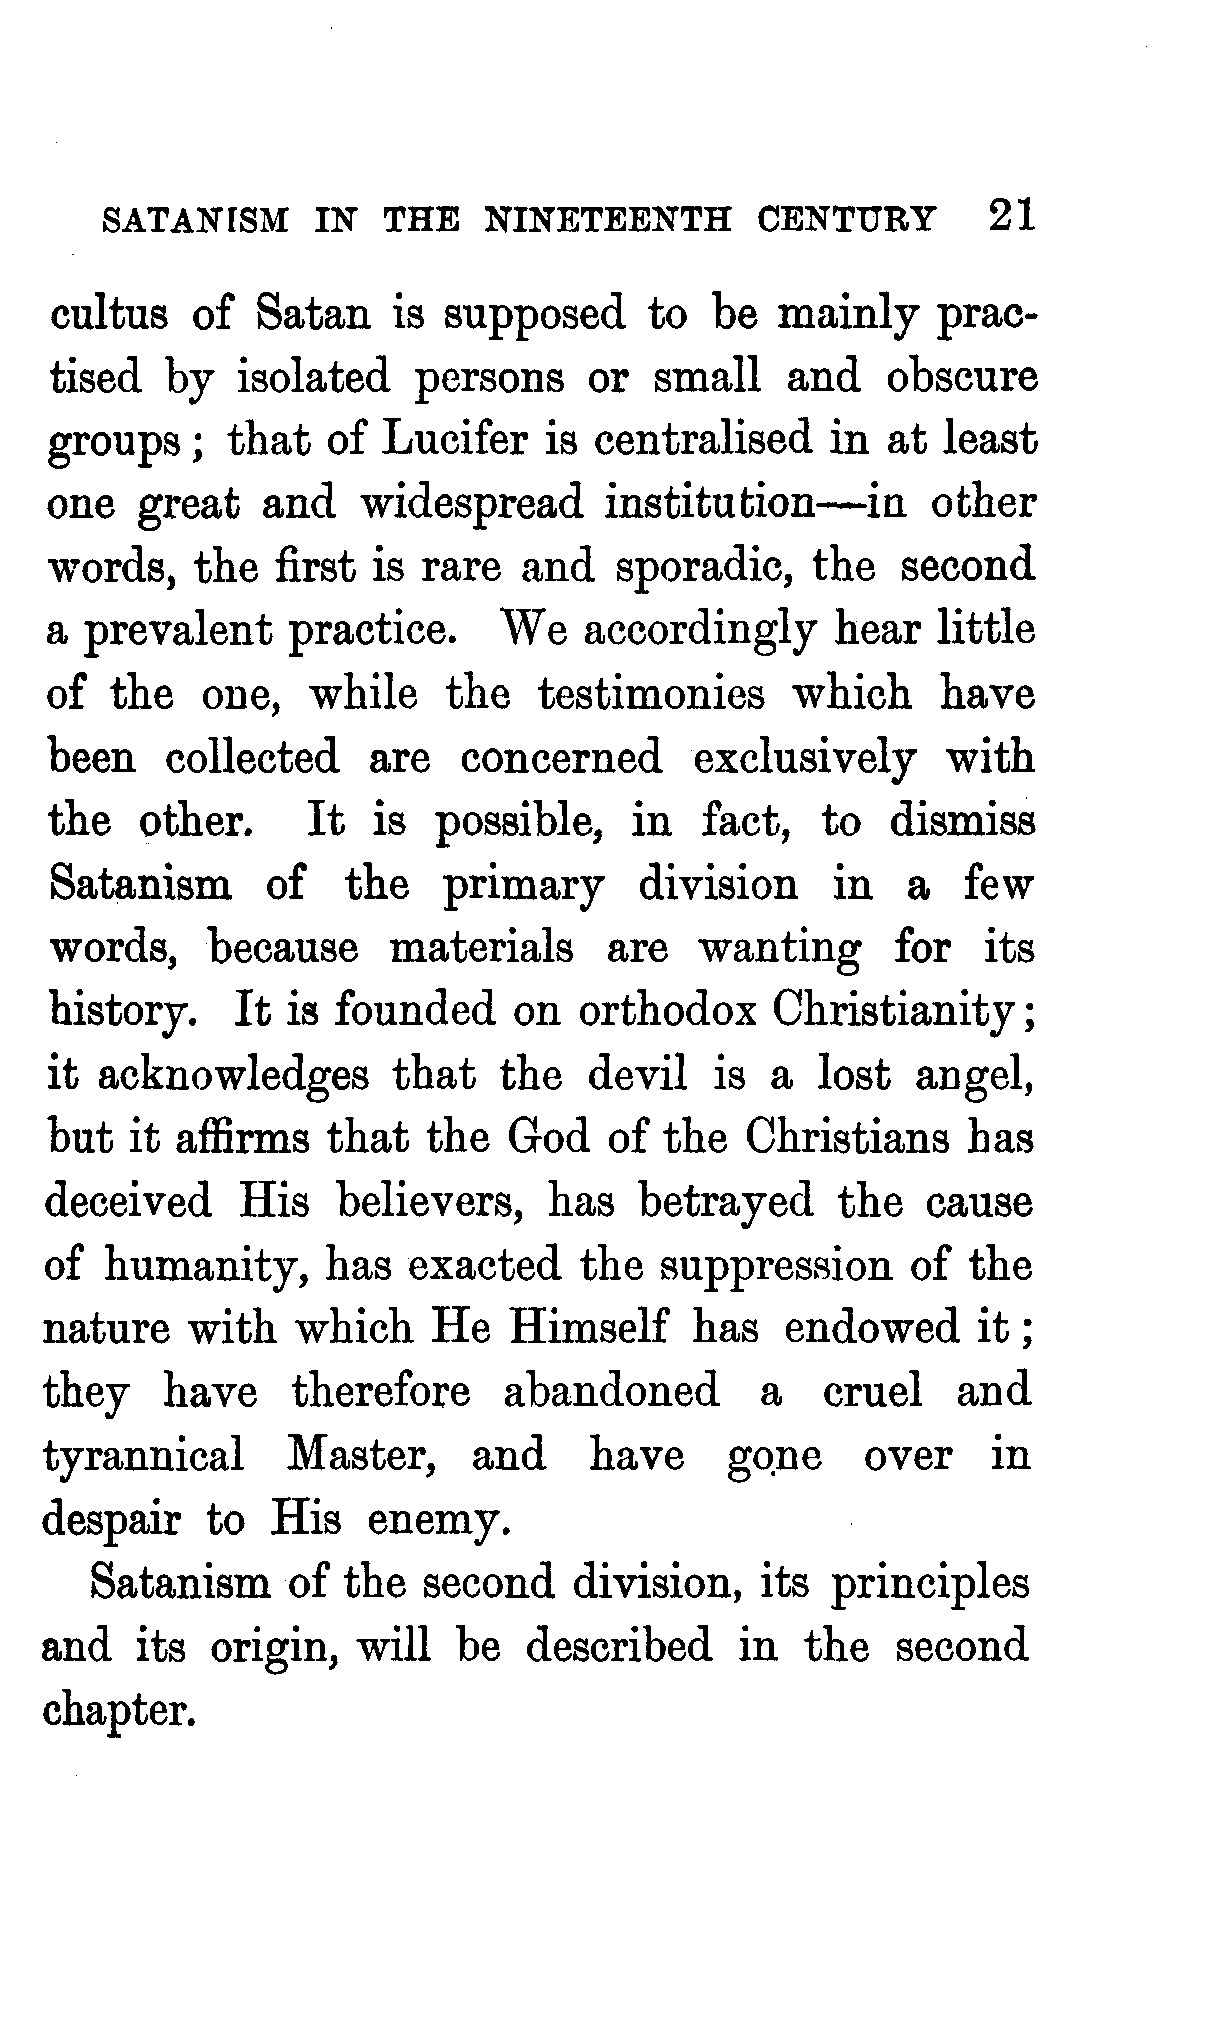 SATANISM IN THE NINETEENTH CENTURY 21
cultus of Satan is supposed to be mainly prac-
tised by isolated persons or small and obscure
groups ; that of Lucifer is centralised in at least
one great and widespread institution—in other
words, the first is rare and sporadic, the second
a prevalent practice. We accordingly hear little
of the one, while the testimonies which have
been collected are concerned exclusively with
the other. It is possible, in fact, to dismiss
Satanism of the primary division in a few
words, because materials are wanting for its
history. It is founded on orthodox Christianity ;
it acknowledges that the devil is a lost angel,
but it affirms that the God of the Christians has
deceived His believers, has betrayed the cause
of humanity, has exacted the suppression of the
nature with which He Himself has endowed it ;
they have therefore abandoned a cruel and
tyrannical Master, and have gone over in
despair to His enemy.
Satanism of the second division, its principles
and its origin, will be described in the second
chapter.